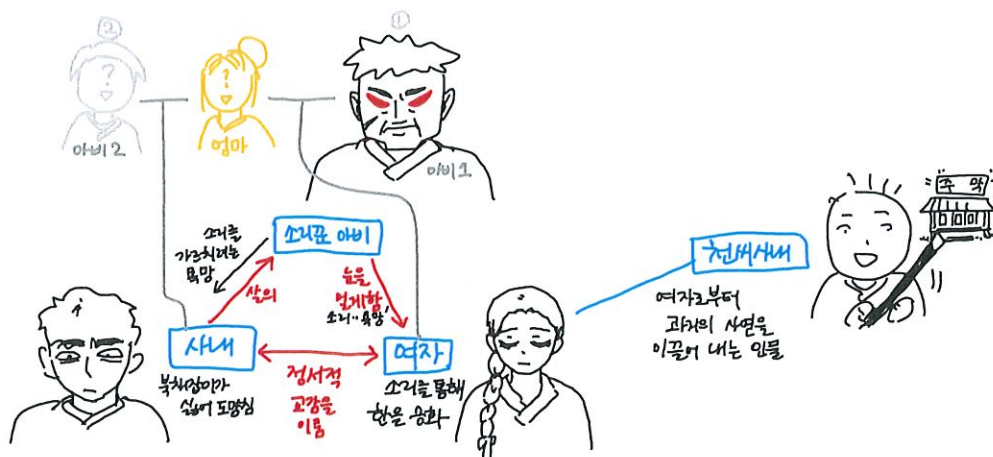 ②
?
아비2
?
엄마
①
아비1
소리꾼 아비
소리를
가르치려는
욕망
살의
눈을
멀게함
소리‥욕망'
사내
북채잡이가
싫어 도망침
정서적
교감을
이룸
여자
소리를 통해
한을 승화
천씨사내
여자로부터
과거의 사연을
이끌어 내는 인물
주 막